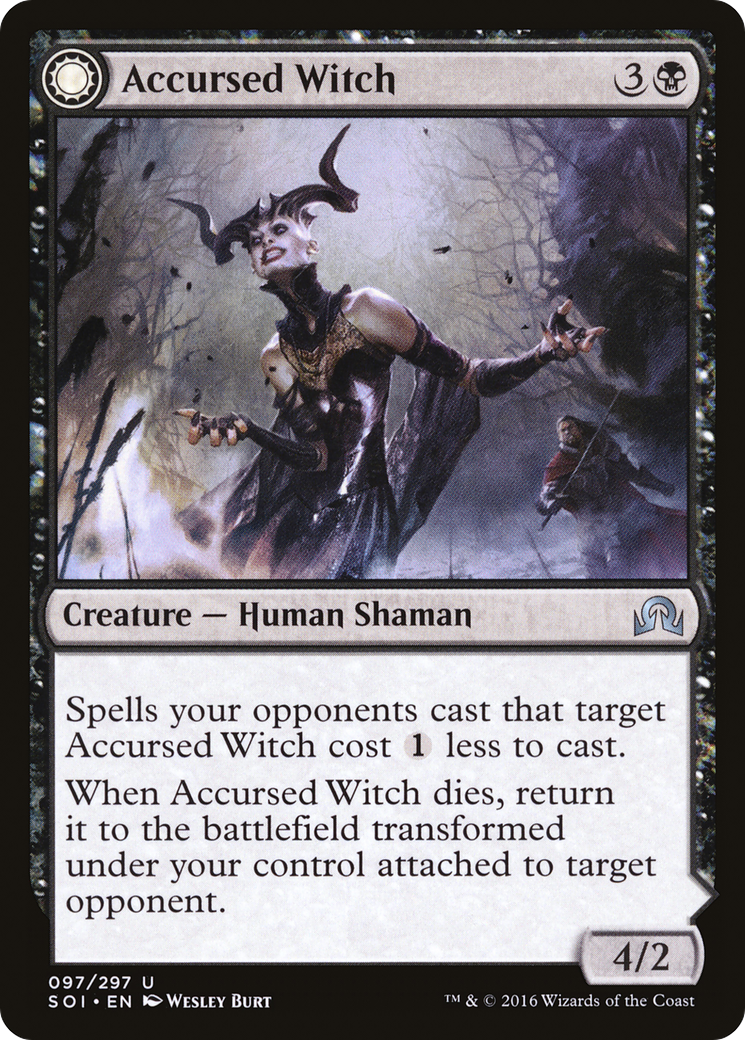 Accursed Witch 3
Creature — Human Shaman
Spells your opponents cast that target
Accursed Witch cost 1 less to cast.
When Accursed Witch dies, return
it to the battlefield transformed
under your control attached to target
opponent.
4/2
097/297 U
SOI • EN Wesley Burt
™ & © 2016 Wizards of the Coast